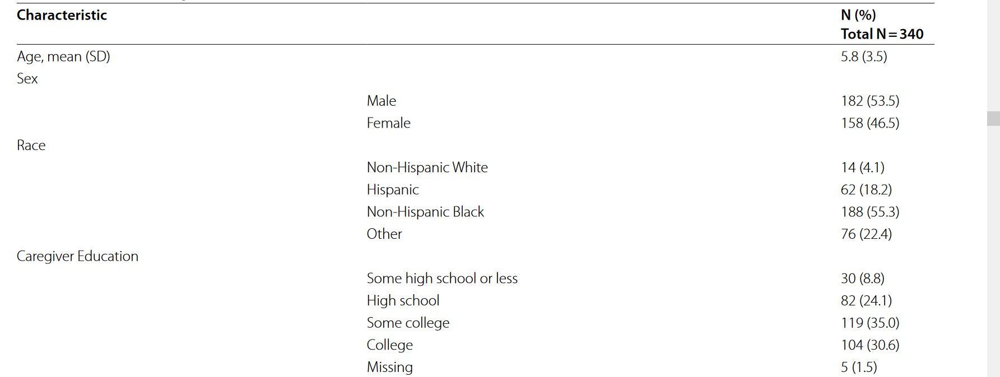 Characteristic N (%)
Total N = 340
Age, mean (SD) 5.8 (3.5)
Sex
Male 182 (53.5)
Female 158 (46.5)
Race
Non-Hispanic White 14 (4.1)
Hispanic 62 (18.2)
Non-Hispanic Black 188 (55.3)
Other 76 (22.4)
Caregiver Education
Some high school or less 30 (8.8)
High school 82 (24.1)
Some college 119 (35.0)
College 104 (30.6)
Missing 5 (1.5)